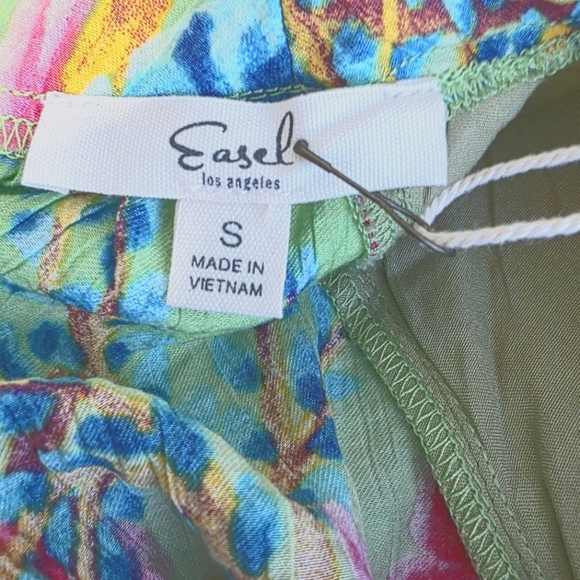 Easel
los angeles
S
MADE IN
VIETNAM